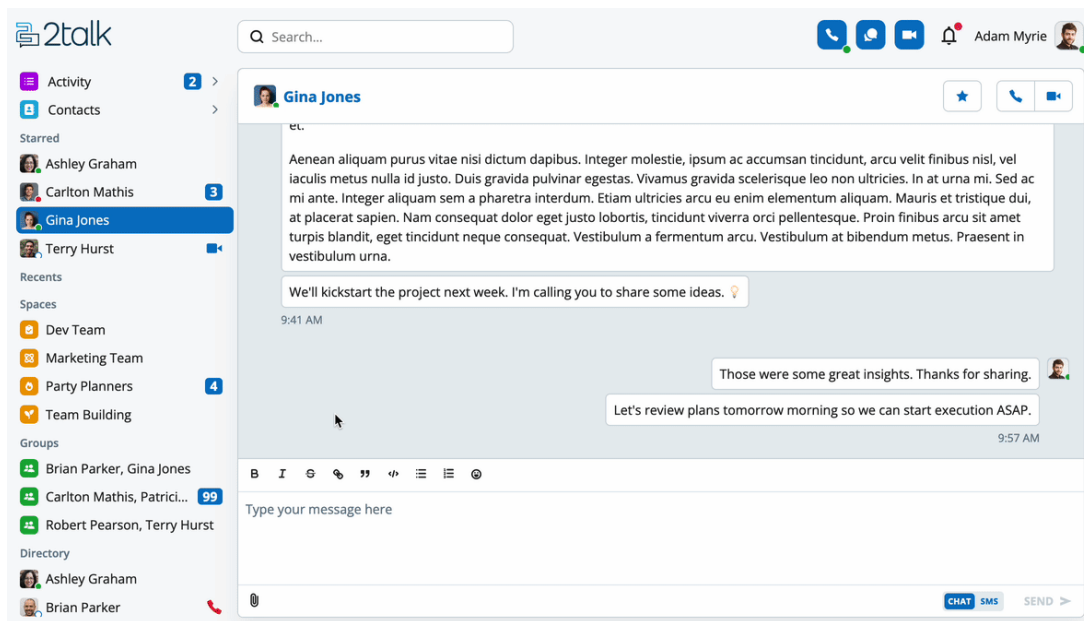 2talk
Search...
Adam Myrie
Activity 2
Contacts
Starred
Ashley Graham
Carlton Mathis 3
Gina Jones
Terry Hurst
Recents
Spaces
Dev Team
Marketing Team
Party Planners 4
Team Building
Groups
Brian Parker, Gina Jones
Carlton Mathis, Patrici... 99
Robert Pearson, Terry Hurst
Directory
Ashley Graham
Brian Parker
Gina Jones
et.
Aenean aliquam purus vitae nisi dictum dapibus. Integer molestie, ipsum ac accumsan tincidunt, arcu velit finibus nisl, vel
iaculis metus nulla id justo. Duis gravida pulvinar egestas. Vivamus gravida scelerisque leo non ultricies. In at urna mi. Sed ac
mi ante. Integer aliquam sem a pharetra interdum. Etiam ultricies arcu eu enim elementum aliquam. Mauris et tristique dui,
at placerat sapien. Nam consequat dolor eget justo lobortis, tincidunt viverra orci pellentesque. Proin finibus arcu sit amet
turpis blandit, eget tincidunt neque consequat. Vestibulum a fermentum arcu. Vestibulum at bibendum metus. Praesent in
vestibulum urna.
We'll kickstart the project next week. I'm calling you to share some ideas.
9:41 AM
Those were some great insights. Thanks for sharing.
Let's review plans tomorrow morning so we can start execution ASAP.
9:57 AM
B I S
Type your message here
CHAT SMS SEND